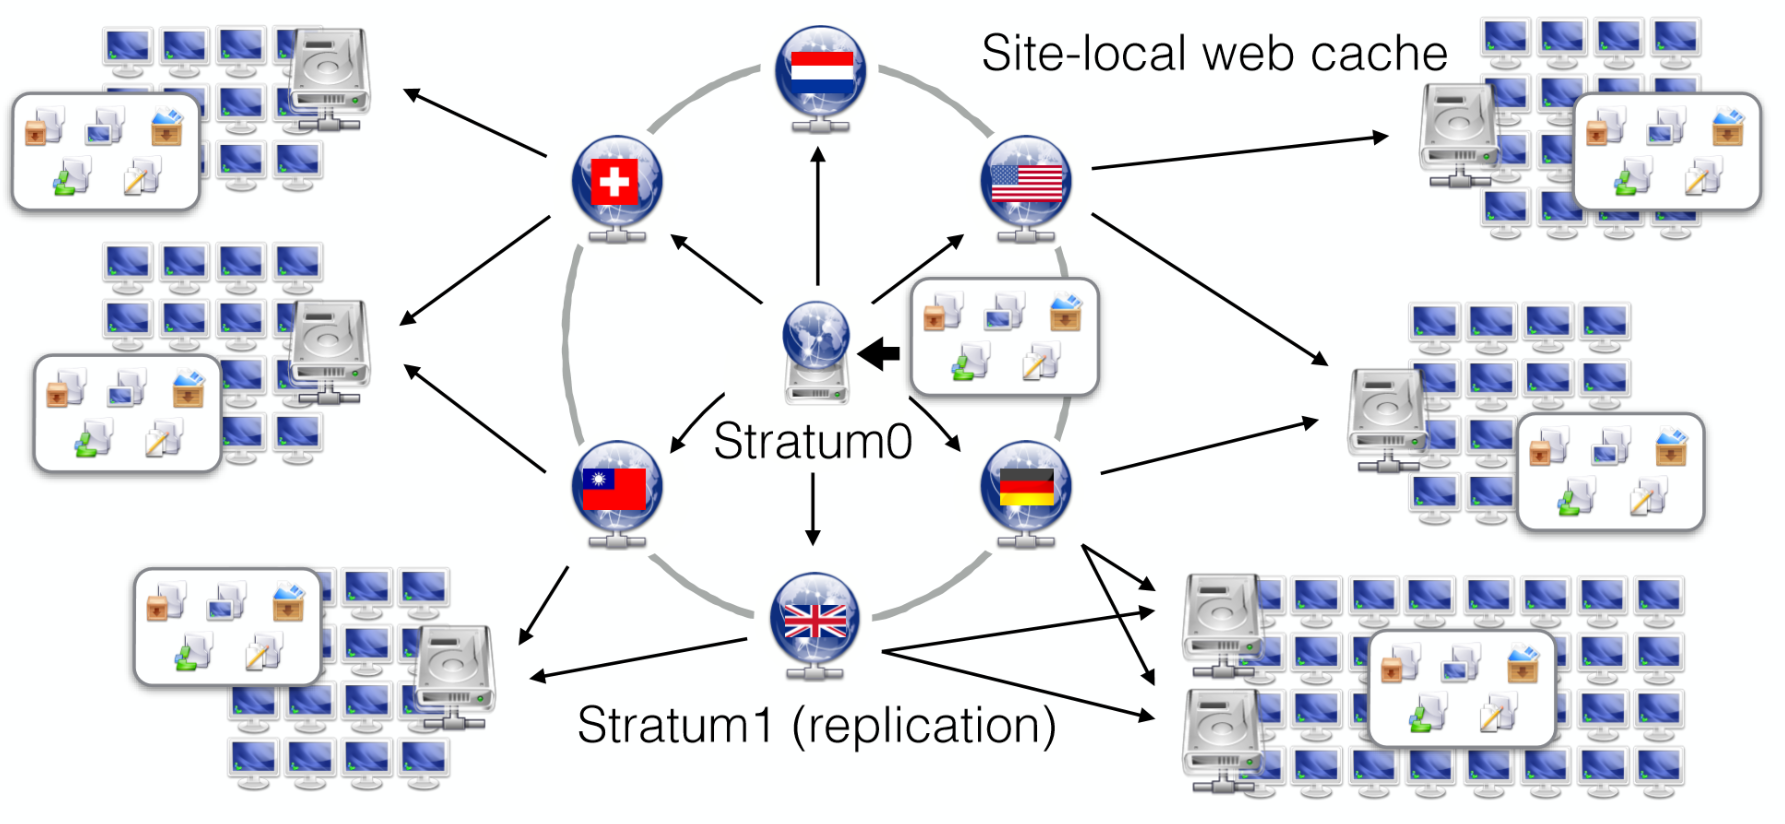 Site-local web cache
Stratum0
Stratum1 (replication)